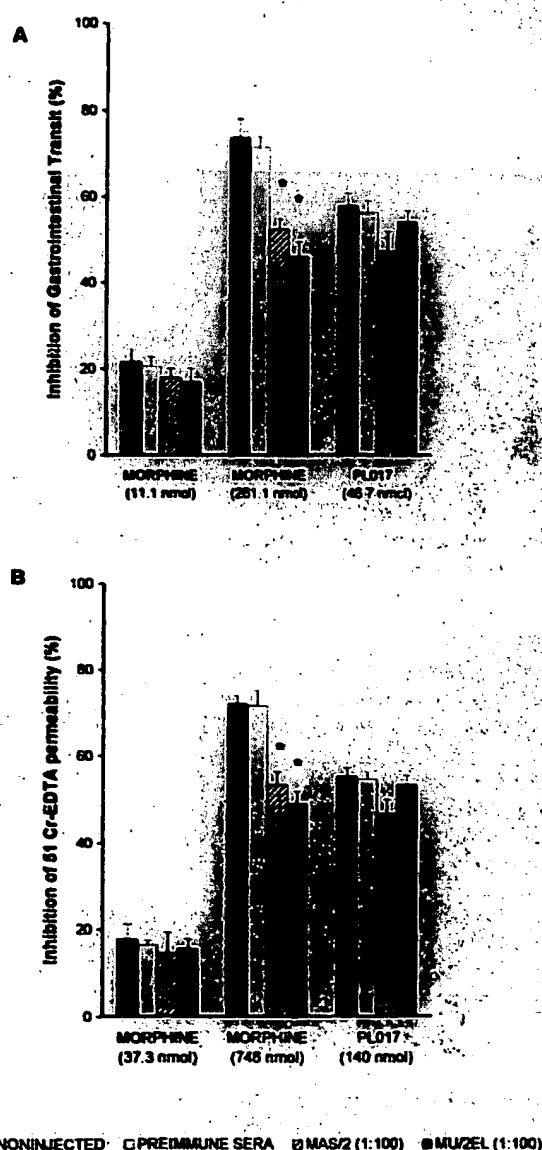 A
Inhibition of Gastrointestinal Transit (%)
100
80
60
40
20
0
MORPHINE MORPHINE PL017
(11.1 nmol) (261.1 nmol) (46.7 nmol)
B
Inhibition of 51 Cr-EDTA permeability (%)
100
80
60
40
20
0
MORPHINE MORPHINE PL017
(37.3 nmol) (746 nmol) (140 nmol)
NONINJECTED □ PREIMMUNE SERA ▨ MAS/2 (1:100) ■ MU/2EL (1:100)